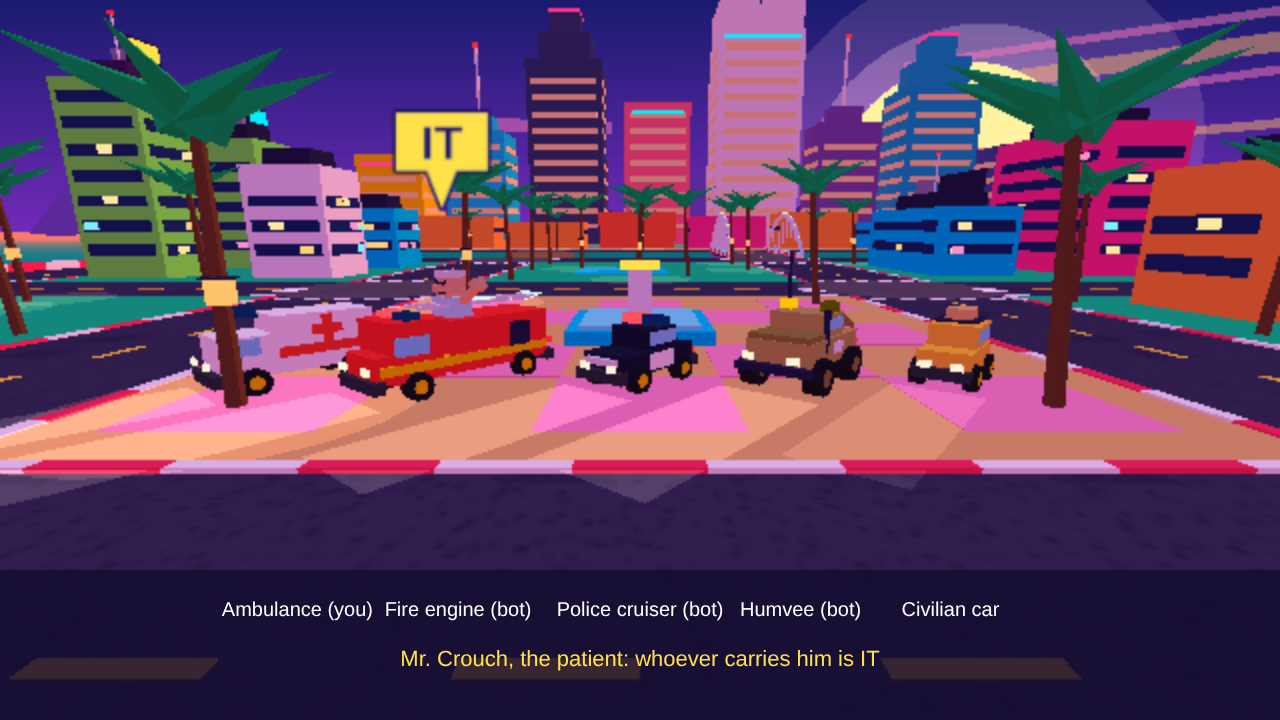 IT
Ambulance (you) Fire engine (bot) Police cruiser (bot) Humvee (bot) Civilian car
Mr. Crouch, the patient: whoever carries him is IT